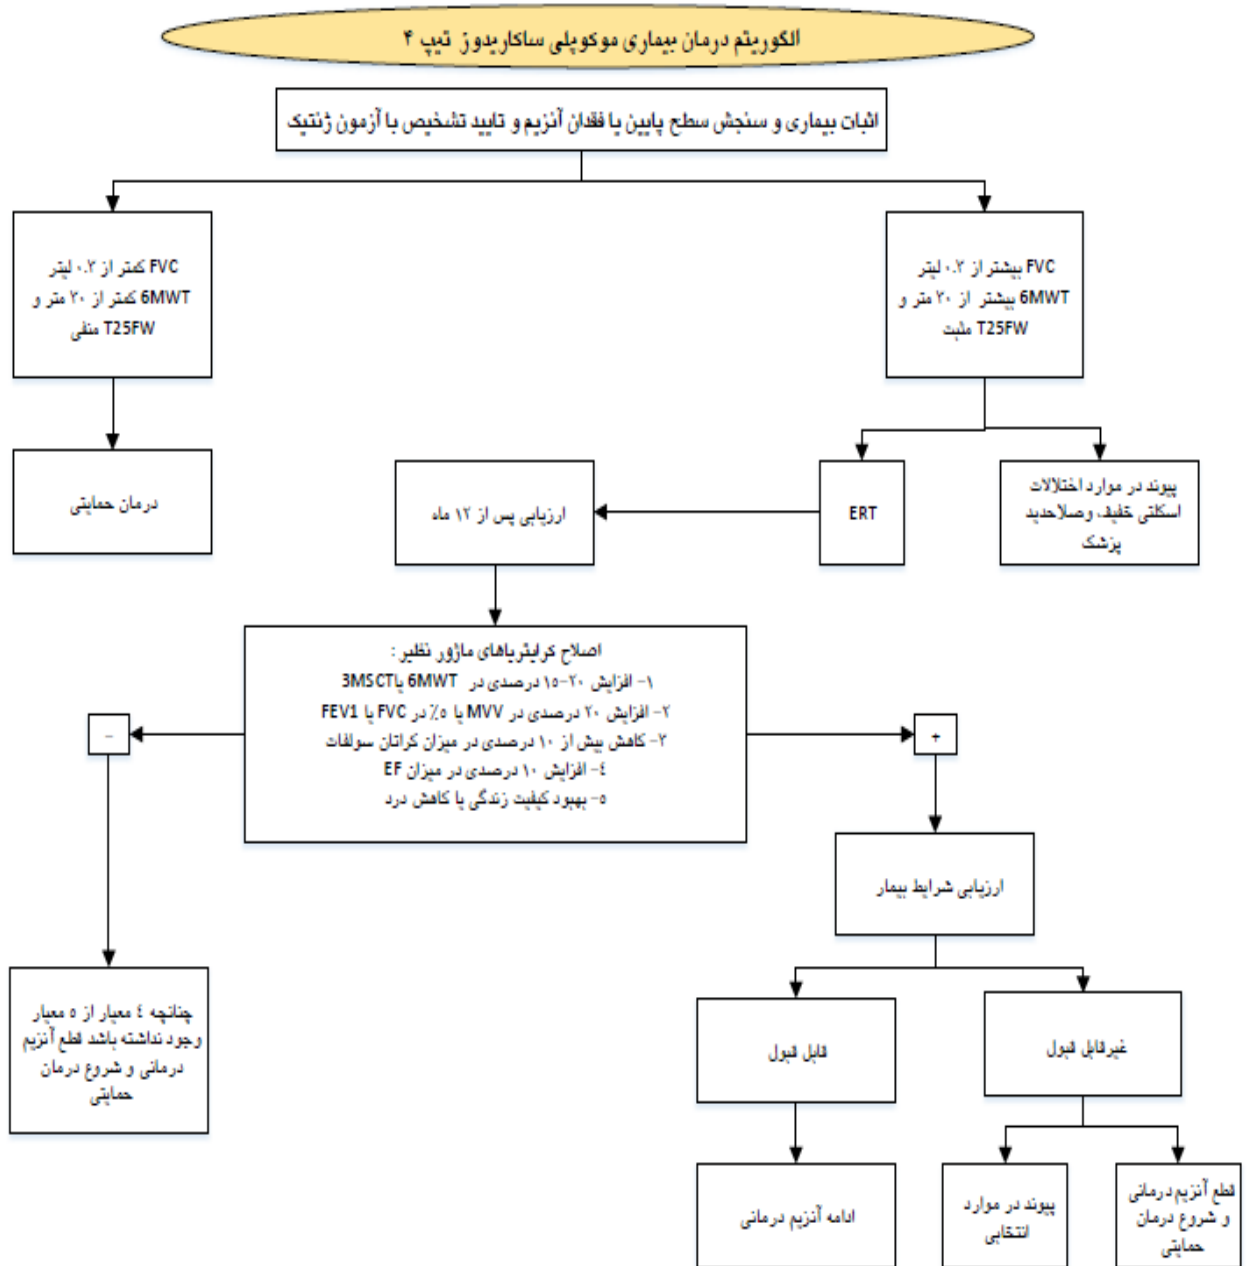 الگوریتم درمان بیماری موکوپلی ساکاریدوز تیپ ۴
اثبات بیماری و سنجش سطح پایین یا فقدان آنزیم و تایید تشخیص با آزمون ژنتیک
FVC بیشتر از ۰.۳ لیتر
6MWT بیشتر از ۳۰ متر و
T25FW مثبت
FVC کمتر از ۰.۳ لیتر
6MWT کمتر از ۳۰ متر و
T25FW منفی
پیوند در موارد اختلالات
اسکلتی خفیف وصلاحدید
پزشک
ERT
ارزیابی پس از ۱۲ ماه
درمان حمایتی
اصلاح کرایتریاهای ماژور نظیر :
۱- افزایش ۲۰-۱۵ درصدی در 6MWT یا 3MSCT
۲- افزایش ۲۰ درصدی در MVV یا ۵٪ در FVC یا FEV1
۳- کاهش بیش از ۱۰ درصدی در میزان کراتان سولفات
٤- افزایش ۱۰ درصدی در میزان EF
۵- بهبود کیفیت زندگی یا کاهش درد
+
-
ارزیابی شرایط بیمار
چنانچه ٤ معیار از ۵ معیار
وجود نداشته باشد قطع آنزیم
درمانی و شروع درمان
حمایتی
غیرقابل قبول
قابل قبول
قطع آنزیم درمانی
و شروع درمان
حمایتی
پیوند در موارد
انتخابی
ادامه آنزیم درمانی